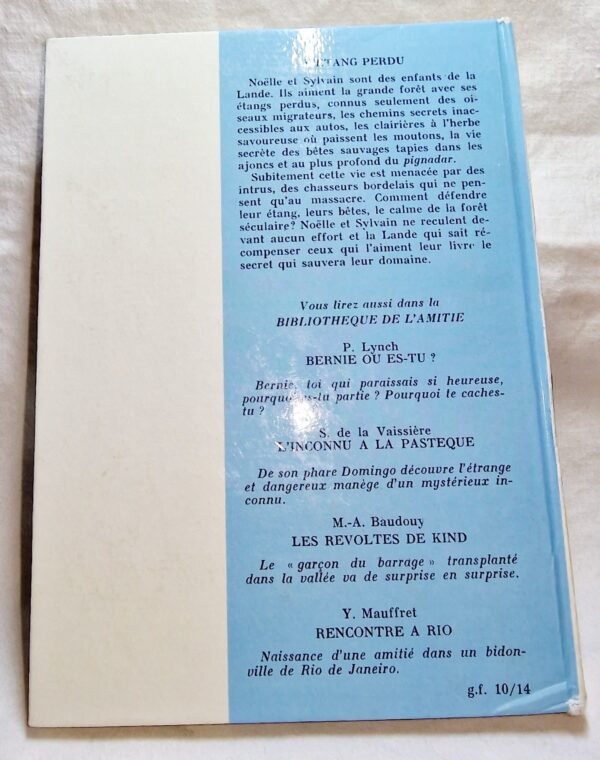 L'ETANG PERDU
Noëlle et Sylvain sont des enfants de la
Lande. Ils aiment la grande forêt avec ses
étangs perdus, connus seulement des oi-
seaux migrateurs, les chemins secrets inac-
cessibles aux autos, les clairières à l'herbe
savoureuse où paissent les moutons, la vie
secrète des bêtes sauvages tapies dans les
ajoncs et au plus profond du pignadar.
Subitement cette vie est menacée par des
intrus, des chasseurs bordelais qui ne pen-
sent qu'au massacre. Comment défendre
leur étang, leurs bêtes, le calme de la forêt
séculaire? Noëlle et Sylvain ne reculent de-
vant aucun effort et la Lande qui sait ré-
compenser ceux qui l'aiment leur livre le
secret qui sauvera leur domaine.
Vous lirez aussi dans la
BIBLIOTHEQUE DE L'AMITIE
P. Lynch
BERNIE OU ES-TU ?
Bernie, toi qui paraissais si heureuse,
pourquoi es-tu partie ? Pourquoi te caches-
tu ?
S. de la Vaissière
L'INCONNU A LA PASTEQUE
De son phare Domingo découvre l'étrange
et dangereux manège d'un mystérieux in-
connu.
M.-A. Baudouy
LES REVOLTES DE KIND
Le « garçon du barrage » transplanté
dans la vallée va de surprise en surprise.
Y. Mauffret
RENCONTRE A RIO
Naissance d'une amitié dans un bidon-
ville de Rio de Janeiro.
g.f. 10/14